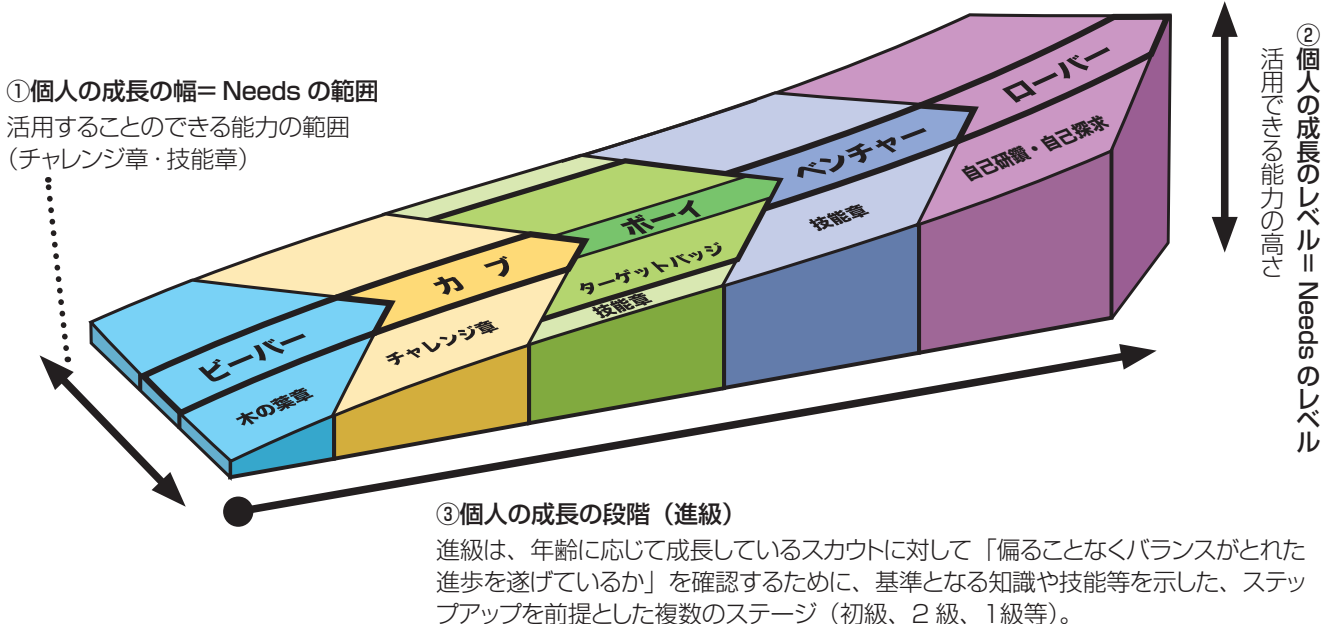 ①個人の成長の幅＝ Needs の範囲
活用することのできる能力の範囲
（チャレンジ章・技能章）
②個人の成長のレベル＝ Needs のレベル
活用できる能力の高さ
ローバー
自己研鑽・自己探求
ベンチャー
技能章
ボーイ
ターゲットバッジ
技能章
カブ
チャレンジ章
ビーバー
木の葉章
③個人の成長の段階（進級）
進級は、年齢に応じて成長しているスカウトに対して「偏ることなくバランスがとれた
進歩を遂げているか」を確認するために、基準となる知識や技能等を示した、ステッ
プアップを前提とした複数のステージ（初級、2 級、1級等）。